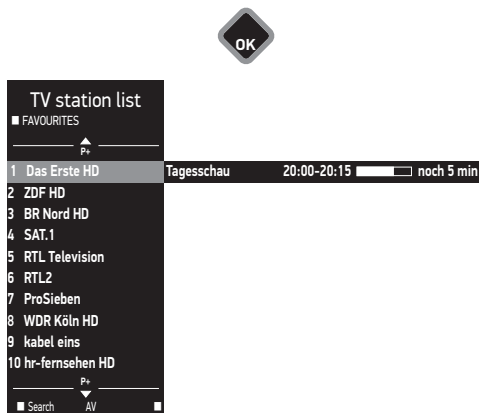 OK
TV station list
FAVOURITES
P+
1 Das Erste HD Tagesschau 20:00-20:15 noch 5 min
2 ZDF HD
3 BR Nord HD
4 SAT.1
5 RTL Television
6 RTL2
7 ProSieben
8 WDR Köln HD
9 kabel eins
10 hr-fernsehen HD
P+
Search AV